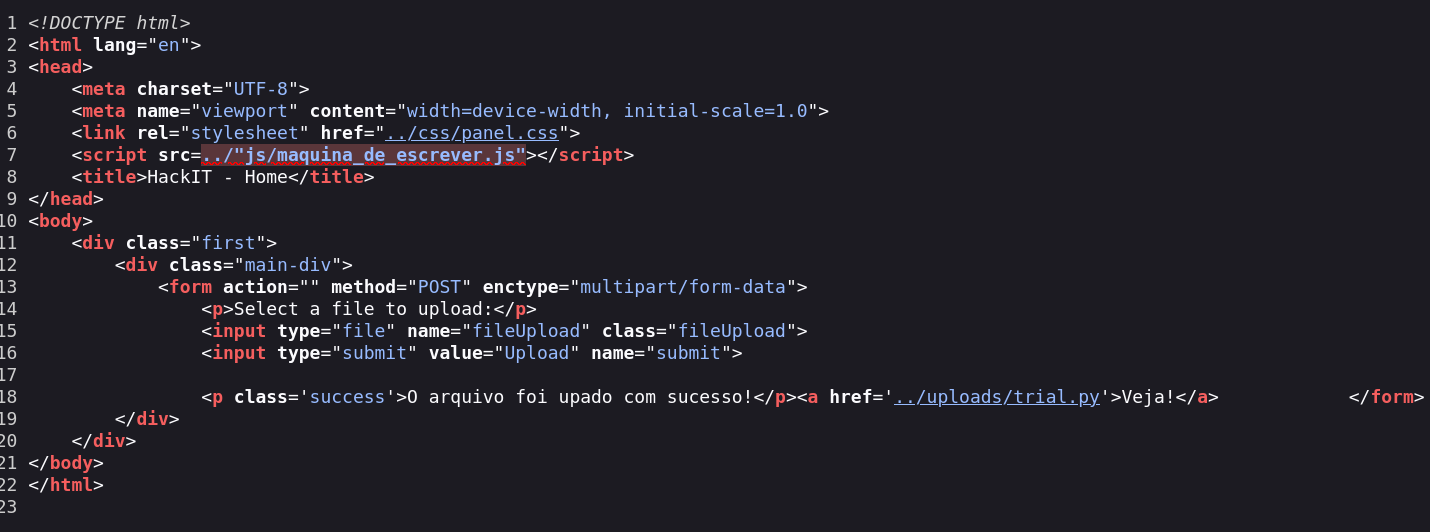 1 <!DOCTYPE html>
2 <html lang="en">
3 <head>
4     <meta charset="UTF-8">
5     <meta name="viewport" content="width=device-width, initial-scale=1.0">
6     <link rel="stylesheet" href="../css/panel.css">
7     <script src=../"js/maquina_de_escrever.js"></script>
8     <title>HackIT - Home</title>
9 </head>
10 <body>
11     <div class="first">
12         <div class="main-div">
13             <form action="" method="POST" enctype="multipart/form-data">
14                 <p>Select a file to upload:</p>
15                 <input type="file" name="fileUpload" class="fileUpload">
16                 <input type="submit" value="Upload" name="submit">
17
18                 <p class='success'>O arquivo foi upado com sucesso!</p><a href='../uploads/trial.py'>Veja!</a>            </form>
19         </div>
20     </div>
21 </body>
22 </html>
23